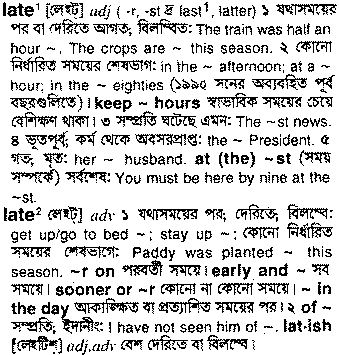 late¹ [লেইট্] adj ( -r, -st দ্র last¹, latter) ১ যথাসময়ের
পর বা দেরিতে আগত; বিলম্বিত: The train was half an
hour ~. The crops are ~ this season. ২ কোনো
নির্ধারিত সময়ের শেষভাগ: in the ~ afternoon; at a ~
hour; in the ~ eighties (১৯৯০ সনের অব্যবহিত পূর্ব
বছরগুলিতে)। keep ~ hours স্বাভাবিক সময়ের চেয়ে
বেশিক্ষণ থাকা। ৩ সম্প্রতি ঘটেছে এমন: The ~st news.
৪ ভূতপূর্ব; কর্ম থেকে অবসরপ্রাপ্ত: the ~ President. ৫
গত; মৃত: her ~ husband. at (the) ~st (সময়
সম্পর্কে) সর্বশেষ: You must be here by nine at the
~st.
late² [লেইট্] adv ১ যথাসময়ের পর; দেরিতে, বিলম্বে:
get up/go to bed ~; stay up ~; কোনো নির্ধারিত
সময়ের শেষভাগে: Paddy was planted ~ this
season. ~r on পরবর্তী সময়ে। early and ~ সব
সময়ে। sooner or ~r কোনো না কোনো সময়ে। ~ in
the day আকাঙ্ক্ষিত বা প্রত্যাশিত সময়ের পর। ২ of ~
সম্প্রতি, ইদানীং: I have not seen him of ~. lat·ish
[লেইটিশ্] adj,adv বেশ দেরিতে বা বিলম্বে।